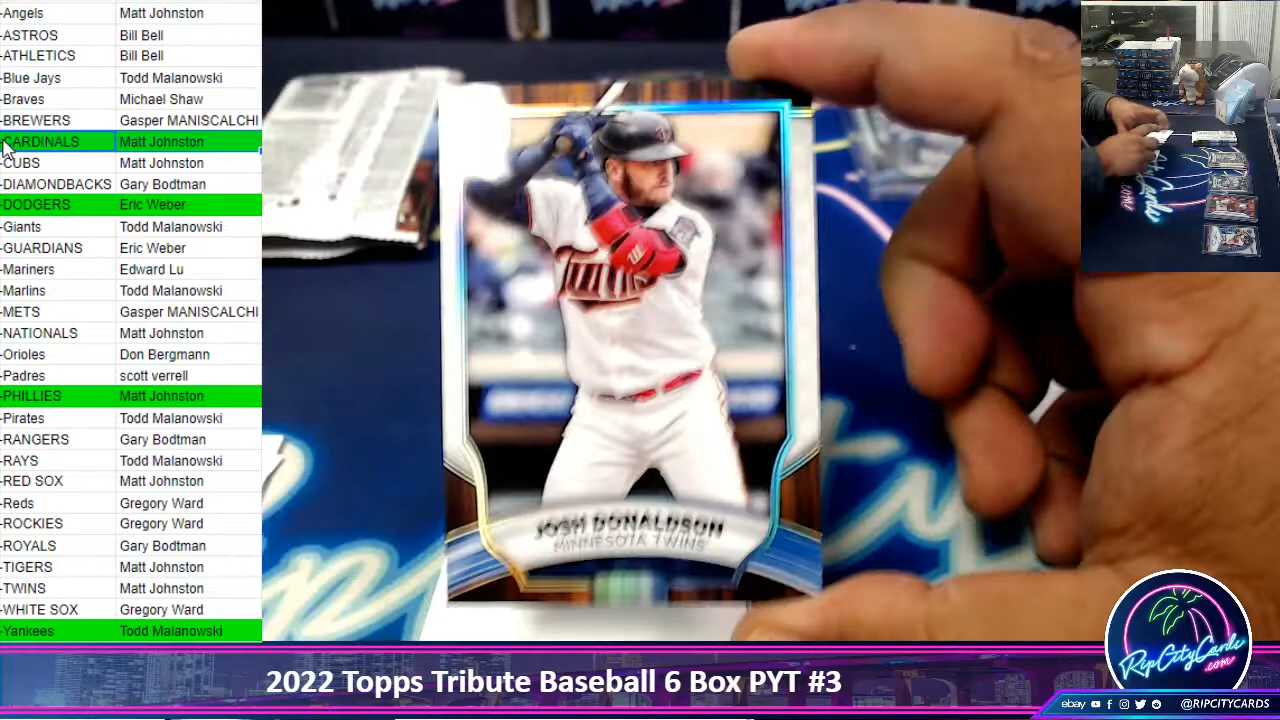 -Angels Matt Johnston
-ASTROS Bill Bell
-ATHLETICS Bill Bell
-Blue Jays Todd Malanowski
-Braves Michael Shaw
-BREWERS Gasper MANISCALCHI
-CARDINALS Matt Johnston
-CUBS Matt Johnston
-DIAMONDBACKS Gary Bodtman
-DODGERS Eric Weber
-Giants Todd Malanowski
-GUARDIANS Eric Weber
-Mariners Edward Lu
-Marlins Todd Malanowski
-METS Gasper MANISCALCHI
-NATIONALS Matt Johnston
-Orioles Don Bergmann
-Padres scott verrell
-PHILLIES Matt Johnston
-Pirates Todd Malanowski
-RANGERS Gary Bodtman
-RAYS Todd Malanowski
-RED SOX Matt Johnston
-Reds Gregory Ward
-ROCKIES Gregory Ward
-ROYALS Gary Bodtman
-TIGERS Matt Johnston
-TWINS Matt Johnston
-WHITE SOX Gregory Ward
-Yankees Todd Malanowski
JOSH DONALDSON
MINNESOTA TWINS
RipCityCards
.com
2022 Topps Tribute Baseball 6 Box PYT #3
ebay @RIPCITYCARDS